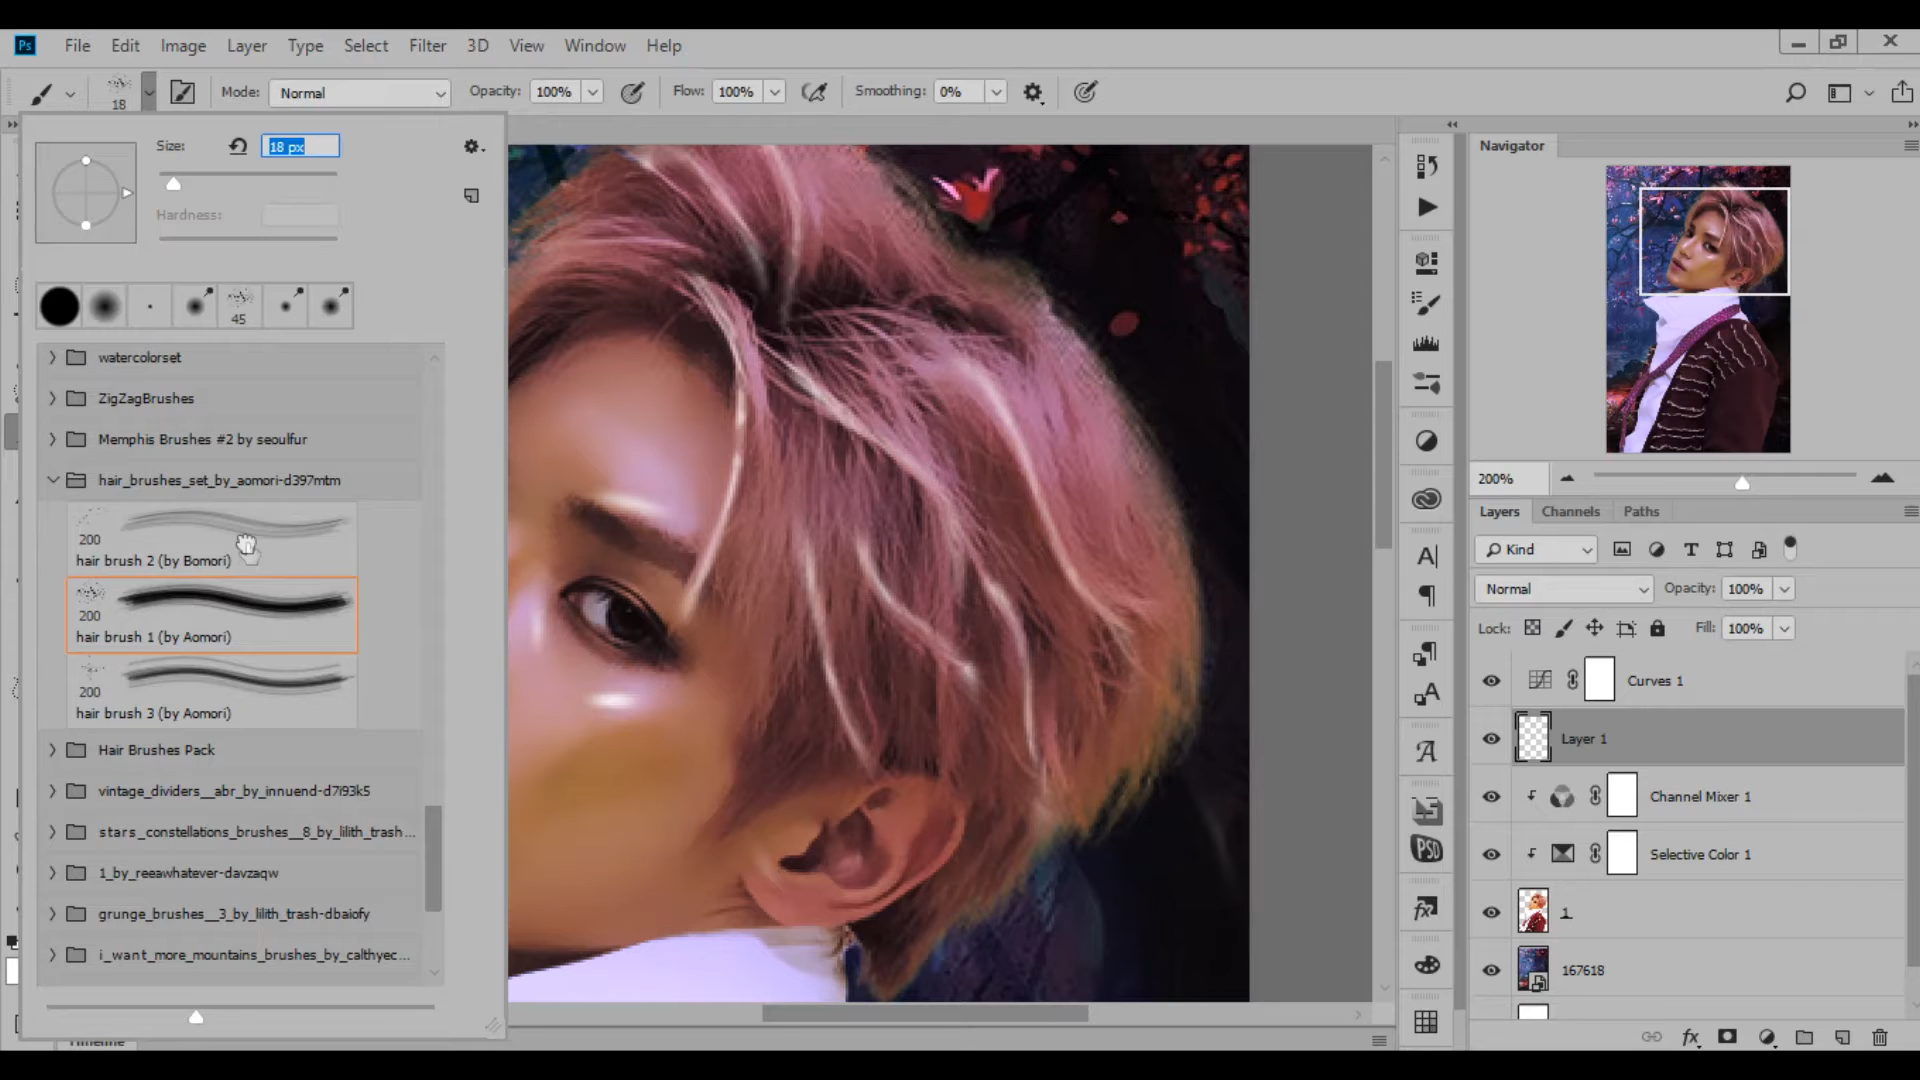 Ps File Edit Image Layer Type Select Filter 3D View Window Help
18 Mode: Normal Opacity: 100% Flow: 100% Smoothing: 0%
Size: 18 px
Hardness:
45
watercolorset
ZigZagBrushes
Memphis Brushes #2 by seoulfur
hair_brushes_set_by_aomori-d397mtm
200
hair brush 2 (by Bomori)
200
hair brush 1 (by Aomori)
200
hair brush 3 (by Aomori)
Hair Brushes Pack
vintage_dividers__abr_by_innuend-d7l93k5
stars_constellations_brushes__8_by_lilith_trash...
1_by_reeawhatever-davzaqw
grunge_brushes__3_by_lilith_trash-dbaiofy
i_want_more_mountains_brushes_by_calthyec...
Timeline
Navigator
200%
Layers Channels Paths
Kind
Normal Opacity: 100%
Lock: Fill: 100%
Curves 1
Layer 1
Channel Mixer 1
Selective Color 1
1
167618
PSD
fx
fx